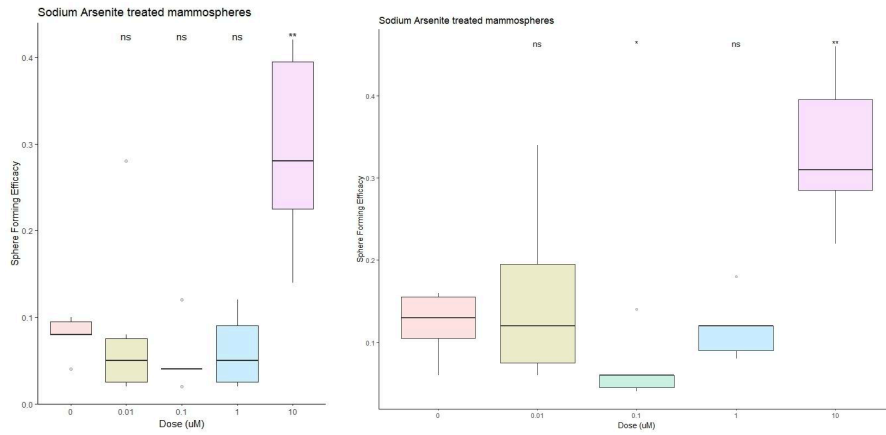 Sodium Arsenite treated mammospheres
ns ns ns **
Sphere Forming Efficacy
0.4
0.3
0.2
0.1
0.0
0 0.01 0.1 1 10
Dose (uM)
Sodium Arsenite treated mammospheres
ns * ns **
Sphere Forming Efficacy
0.4
0.3
0.2
0.1
0 0.01 0.1 1 10
Dose (uM)